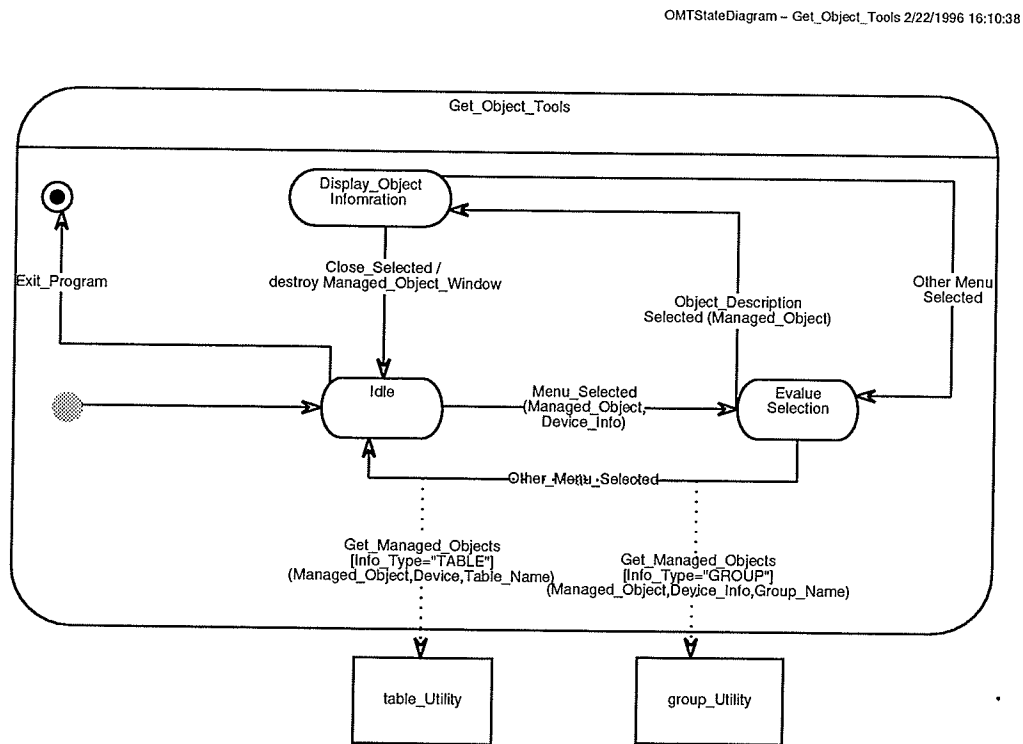 OMTStateDiagram – Get_Object_Tools 2/22/1996 16:10:38
Get_Object_Tools
Display_Object
Infomration
Close_Selected /
destroy Managed_Object_Window
Exit_Program
Other Menu
Selected
Object_Description
Selected (Managed_Object)
Idle
Menu_Selected
(Managed_Object,
Device_Info)
Evalue
Selection
Other_Menu_Selected
Get_Managed_Objects
[Info_Type="TABLE"]
(Managed_Object,Device,Table_Name)
Get_Managed_Objects
[Info_Type="GROUP"]
(Managed_Object,Device_Info,Group_Name)
table_Utility
group_Utility